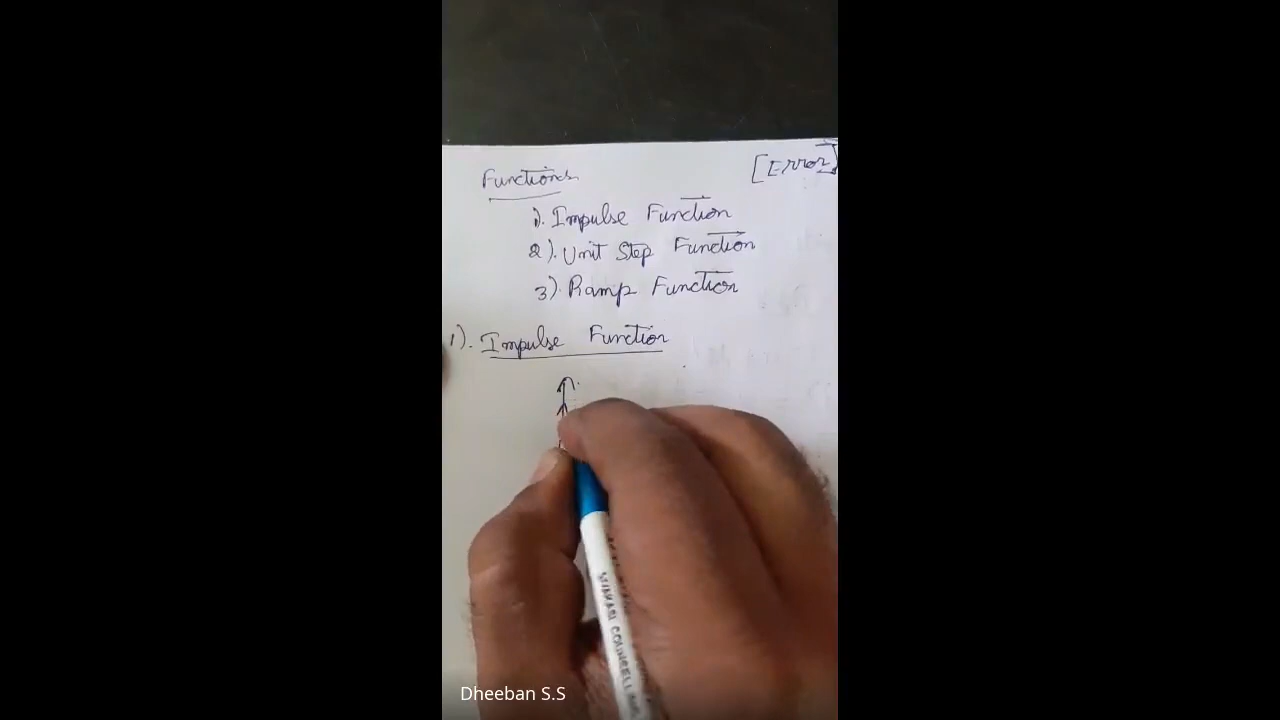 Functions
[Error]
1). Impulse Function
2). Unit Step Function
3). Ramp Function
1). Impulse Function
Dheeban S.S